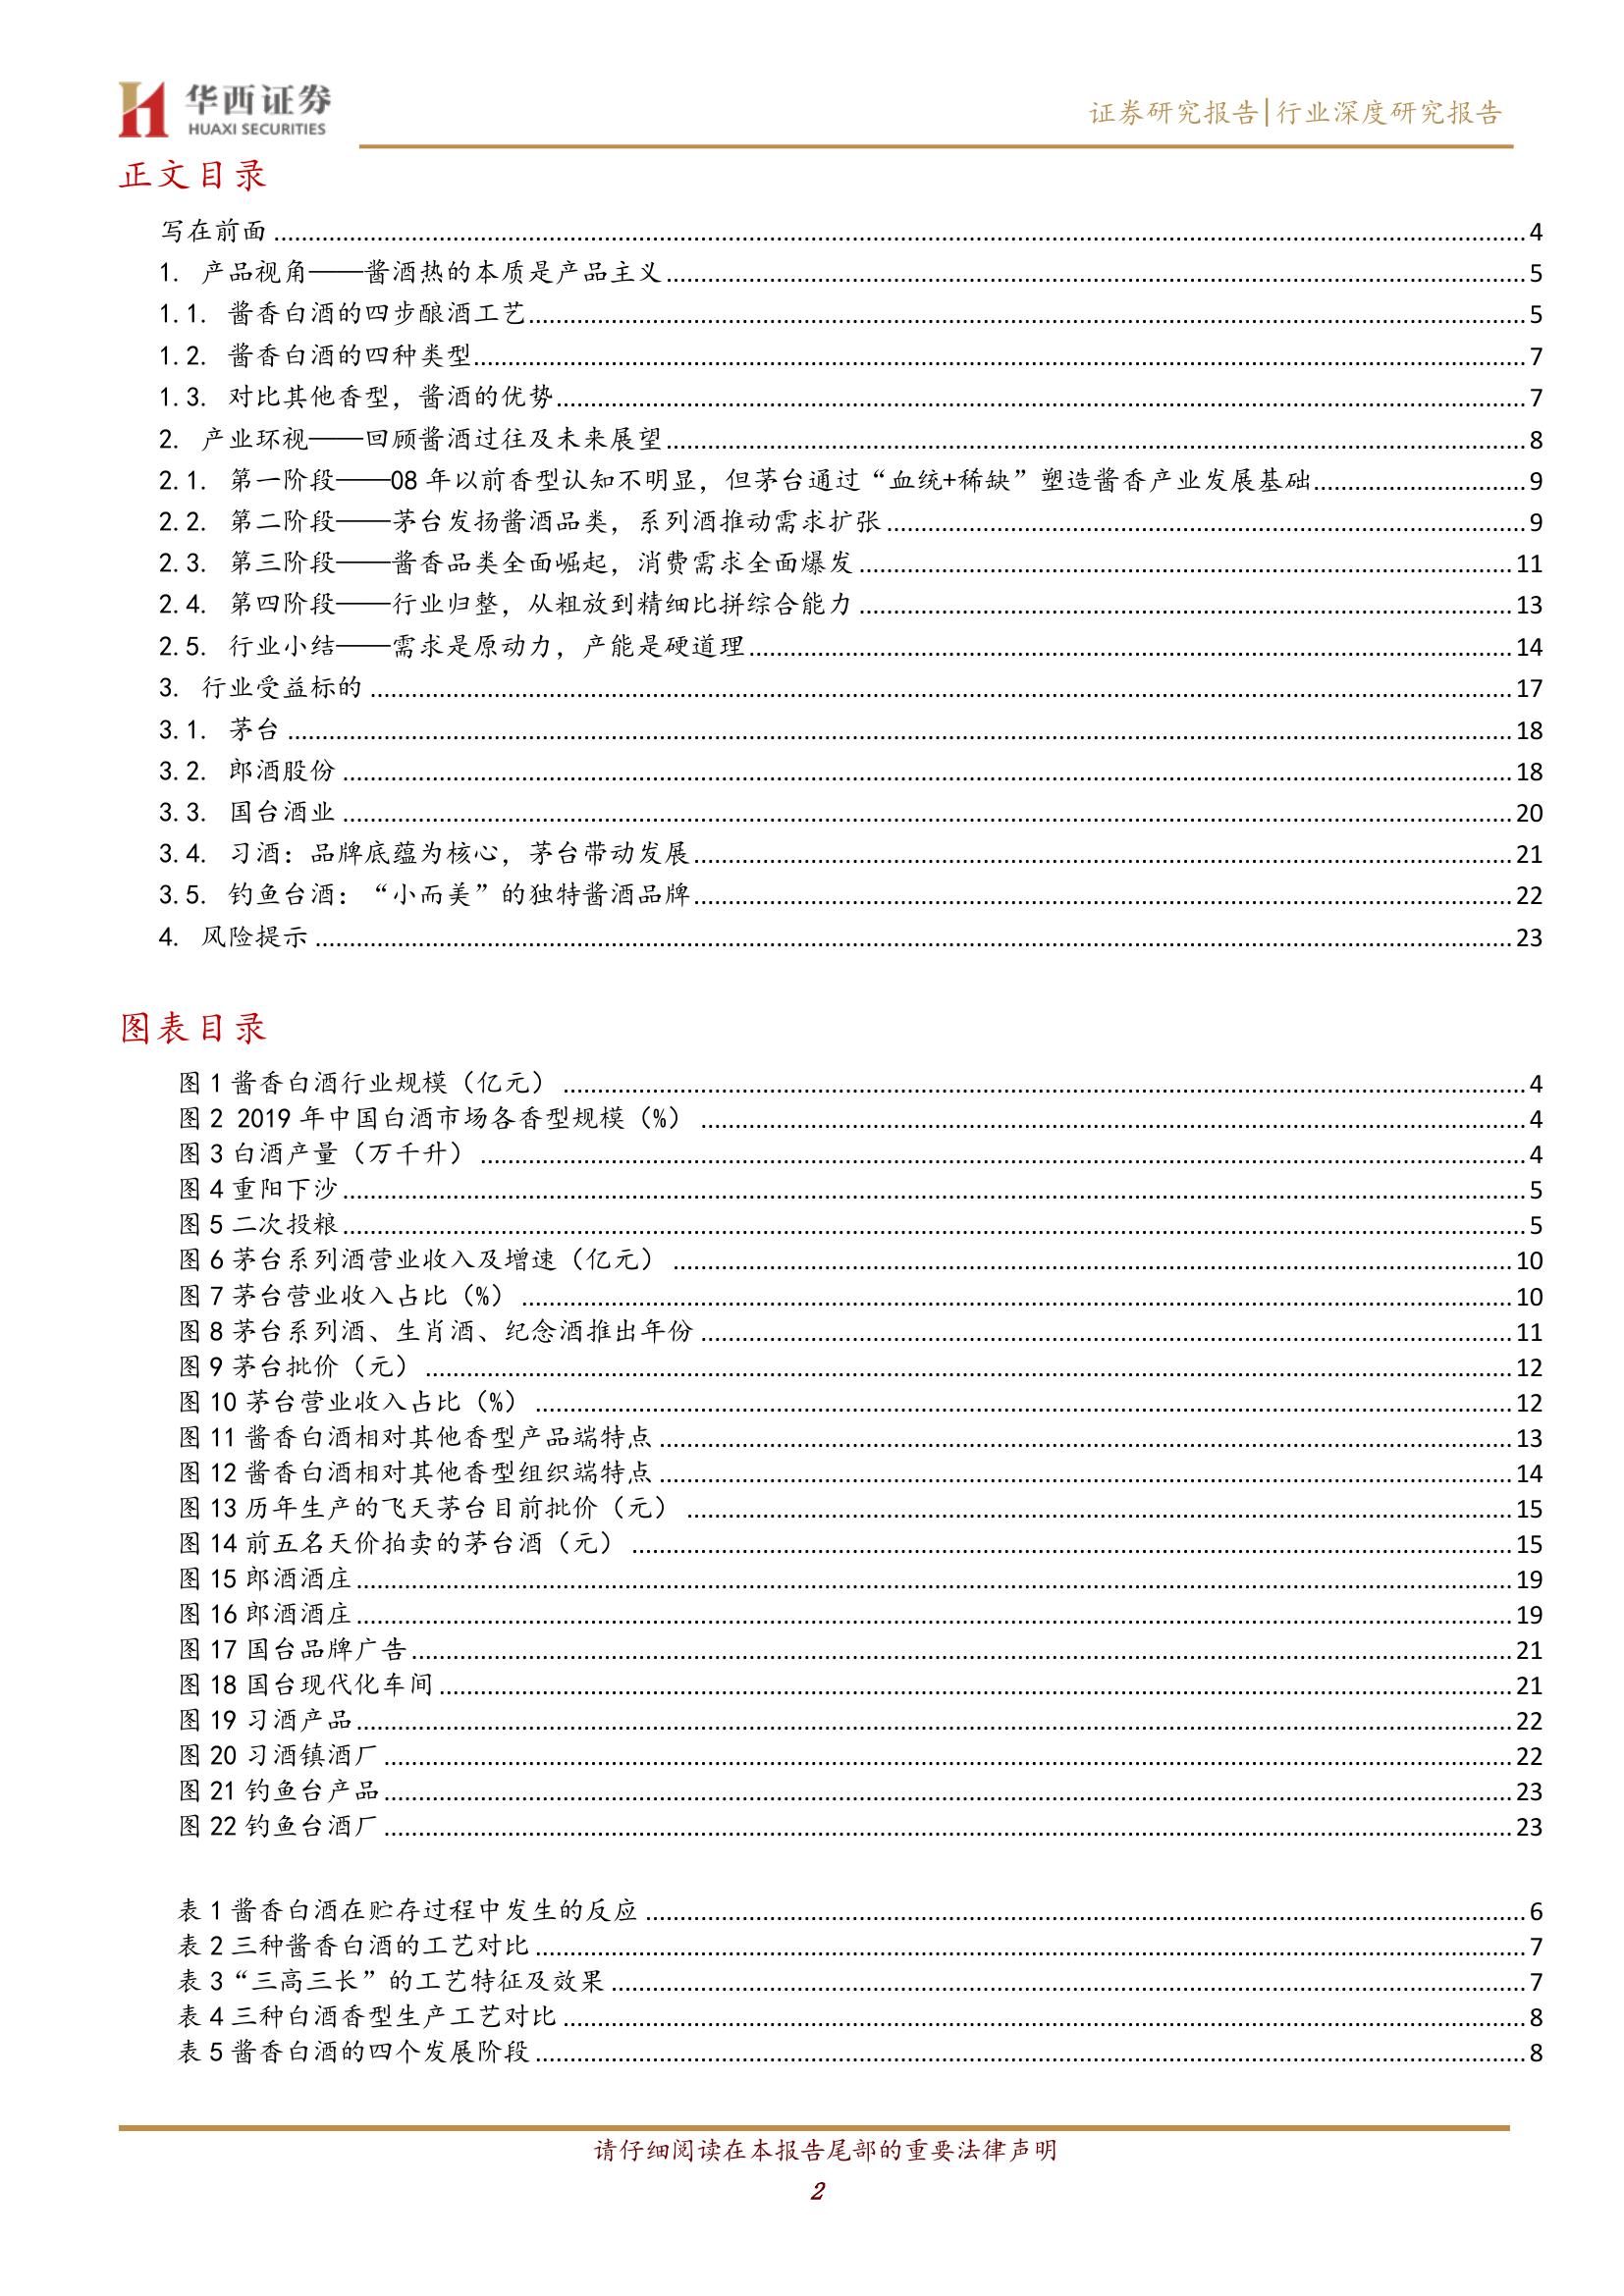 华西证券
HUAXI SECURITIES
证券研究报告|行业深度研究报告
正文目录
写在前面 4
1. 产品视角——酱酒热的本质是产品主义 5
1.1. 酱香白酒的四步酿酒工艺 5
1.2. 酱香白酒的四种类型 7
1.3. 对比其他香型，酱酒的优势 7
2. 产业环视——回顾酱酒过往及未来展望 8
2.1. 第一阶段——08 年以前香型认知不明显，但茅台通过“血统+稀缺”塑造酱香产业发展基础 9
2.2. 第二阶段——茅台发扬酱酒品类，系列酒推动需求扩张 9
2.3. 第三阶段——酱香品类全面崛起，消费需求全面爆发 11
2.4. 第四阶段——行业归整，从粗放到精细比拼综合能力 13
2.5. 行业小结——需求是原动力，产能是硬道理 14
3. 行业受益标的 17
3.1. 茅台 18
3.2. 郎酒股份 18
3.3. 国台酒业 20
3.4. 习酒：品牌底蕴为核心，茅台带动发展 21
3.5. 钓鱼台酒：“小而美”的独特酱酒品牌 22
4. 风险提示 23
图表目录
图 1 酱香白酒行业规模（亿元） 4
图 2 2019 年中国白酒市场各香型规模（%） 4
图 3 白酒产量（万千升） 4
图 4 重阳下沙 5
图 5 二次投粮 5
图 6 茅台系列酒营业收入及增速（亿元） 10
图 7 茅台营业收入占比（%） 10
图 8 茅台系列酒、生肖酒、纪念酒推出年份 11
图 9 茅台批价（元） 12
图 10 茅台营业收入占比（%） 12
图 11 酱香白酒相对其他香型产品端特点 13
图 12 酱香白酒相对其他香型组织端特点 14
图 13 历年生产的飞天茅台目前批价（元） 15
图 14 前五名天价拍卖的茅台酒（元） 15
图 15 郎酒酒庄 19
图 16 郎酒酒庄 19
图 17 国台品牌广告 21
图 18 国台现代化车间 21
图 19 习酒产品 22
图 20 习酒镇酒厂 22
图 21 钓鱼台产品 23
图 22 钓鱼台酒厂 23
表 1 酱香白酒在贮存过程中发生的反应 6
表 2 三种酱香白酒的工艺对比 7
表 3“三高三长”的工艺特征及效果 7
表 4 三种白酒香型生产工艺对比 8
表 5 酱香白酒的四个发展阶段 8
请仔细阅读在本报告尾部的重要法律声明
2